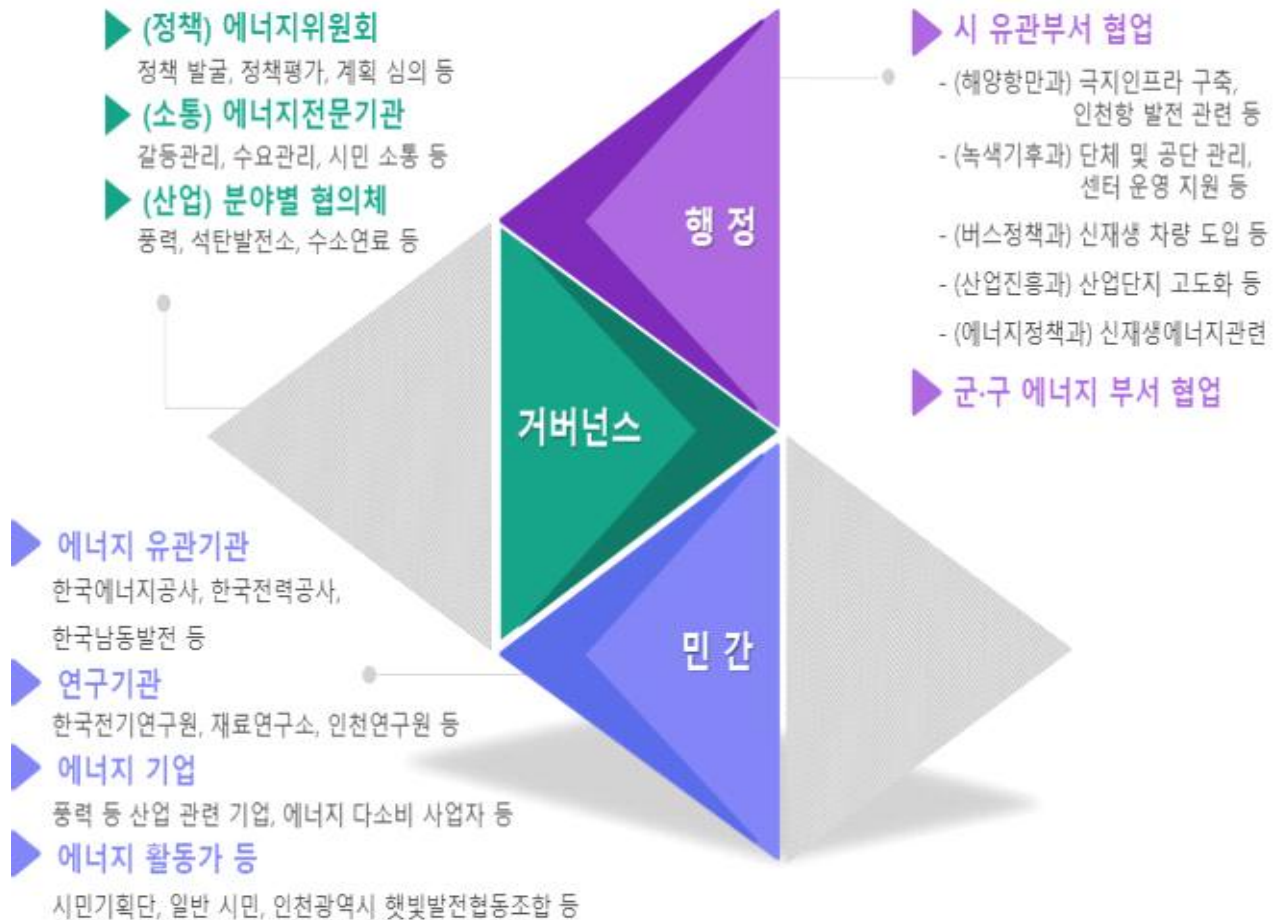 (정책) 에너지위원회
정책 발굴, 정책평가, 계획 심의 등
(소통) 에너지전문기관
갈등관리, 수요관리, 시민 소통 등
(산업) 분야별 협의체
풍력, 석탄발전소, 수소연료 등
시 유관부서 협업
- (해양항만과) 극지인프라 구축,
인천항 발전 관련 등
- (녹색기후과) 단체 및 공단 관리,
센터 운영 지원 등
- (버스정책과) 신재생 차량 도입 등
- (산업진흥과) 산업단지 고도화 등
- (에너지정책과) 신재생에너지관련
군·구 에너지 부서 협업
행 정
거버넌스
민 간
에너지 유관기관
한국에너지공사, 한국전력공사,
한국남동발전 등
연구기관
한국전기연구원, 재료연구소, 인천연구원 등
에너지 기업
풍력 등 산업 관련 기업, 에너지 다소비 사업자 등
에너지 활동가 등
시민기획단, 일반 시민, 인천광역시 햇빛발전협동조합 등